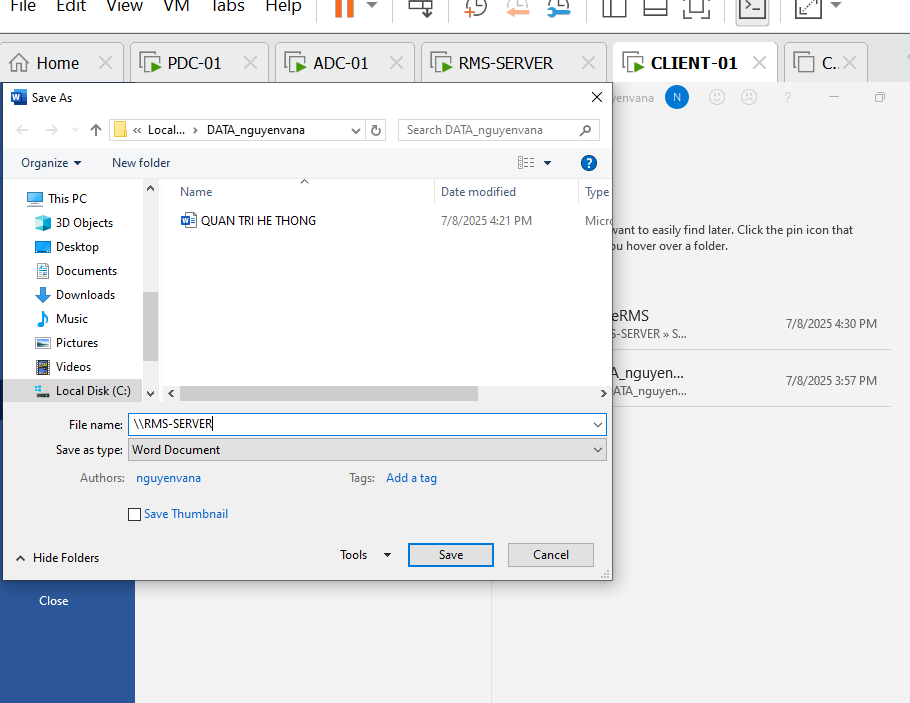 File Edit View VM Tabs Help
Home PDC-01 ADC-01 RMS-SERVER CLIENT-01 C.
Save As
N
?
« Local... › DATA_nguyenvana
Search DATA_nguyenvana
Organize New folder
?
This PC
3D Objects
Desktop
Documents
Downloads
Music
Pictures
Videos
Local Disk (C:)
Name Date modified Type
QUAN TRI HE THONG 7/8/2025 4:21 PM Micro
want to easily find later. Click the pin icon that
ou hover over a folder.
eRMS
S-SERVER » S...
7/8/2025 4:30 PM
A_nguyen...
ATA_nguyen...
7/8/2025 3:57 PM
File name: \\RMS-SERVER
Save as type: Word Document
Authors: nguyenvana Tags: Add a tag
Save Thumbnail
Hide Folders Tools Save Cancel
Close